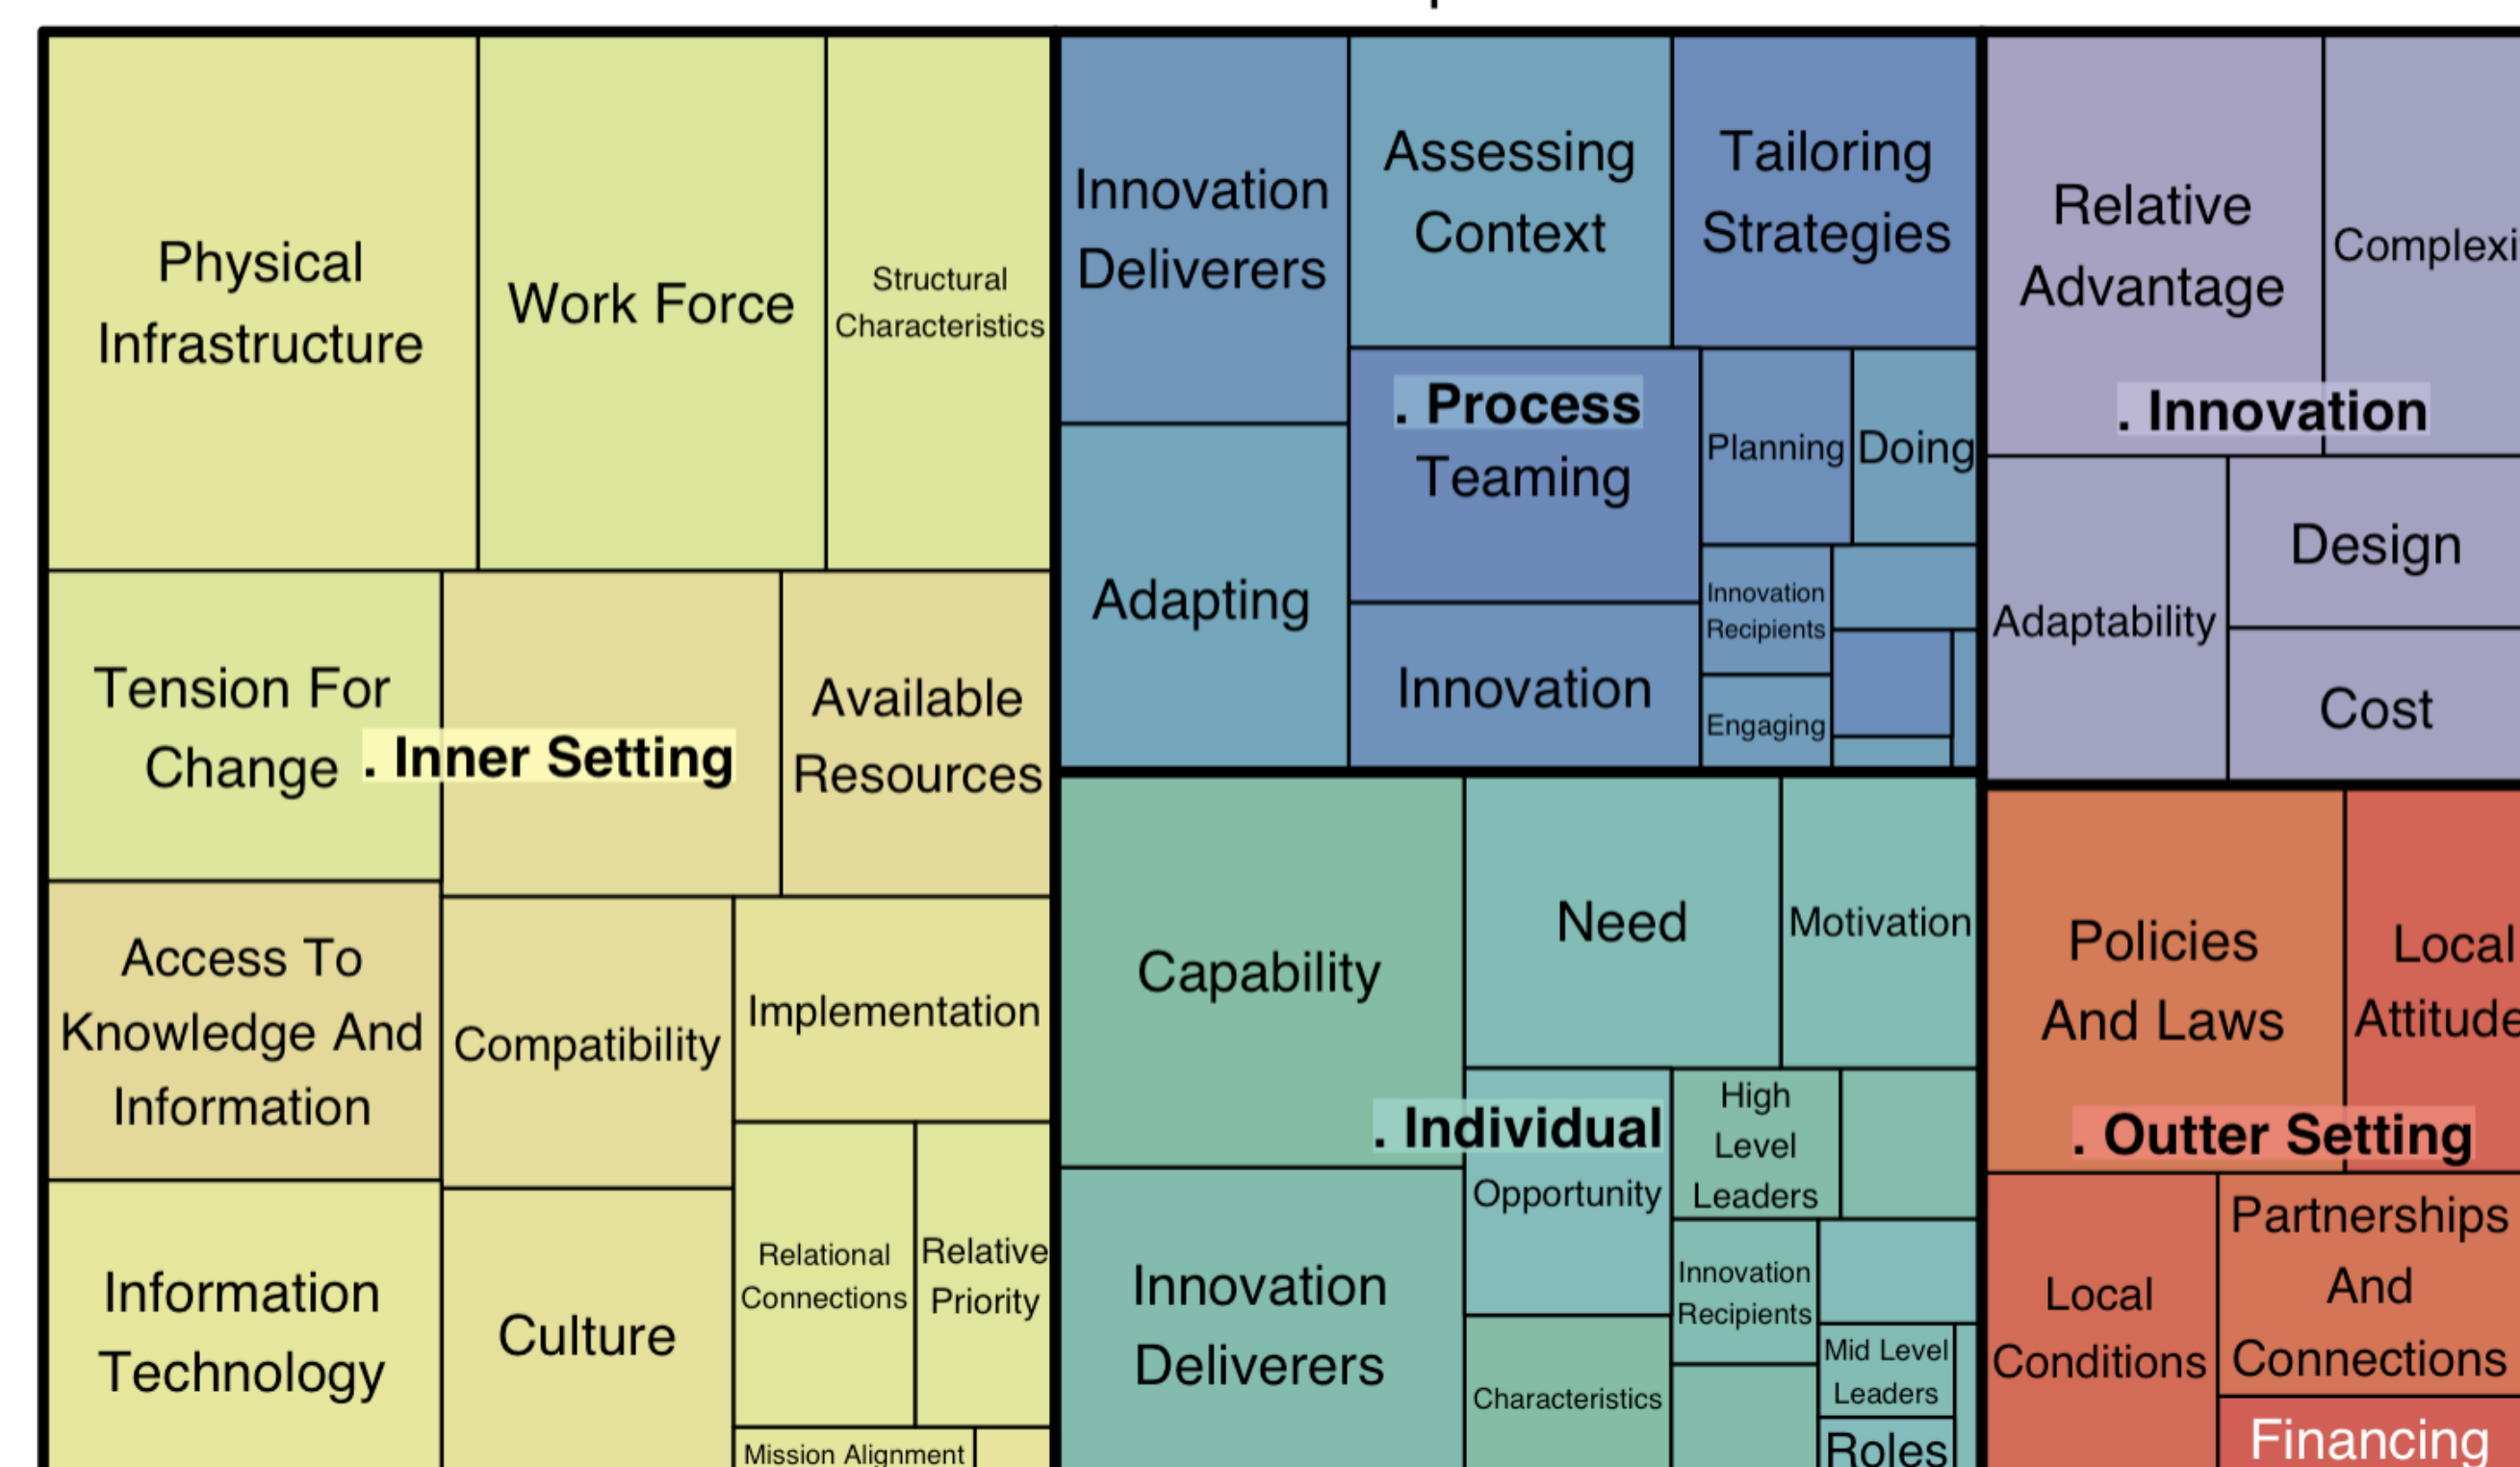 Physical
Infrastructure
Work Force
Structural
Characteristics
Tension For
Change
. Inner Setting
Available
Resources
Access To
Knowledge And
Information
Compatibility
Implementation
Information
Technology
Culture
Relational
Connections
Relative
Priority
Mission Alignment
Innovation
Deliverers
Assessing
Context
Tailoring
Strategies
. Process
Teaming
Planning
Doing
Adapting
Innovation
Innovation
Recipients
Engaging
Capability
Need
Motivation
. Individual
Opportunity
High
Level
Leaders
Innovation
Deliverers
Characteristics
Innovation
Recipients
Mid Level
Leaders
Roles
Relative
Advantage
Complexi
. Innovation
Adaptability
Design
Cost
Policies
And Laws
Local
Attitude
. Outter Setting
Local
Conditions
Partnerships
And
Connections
Financing